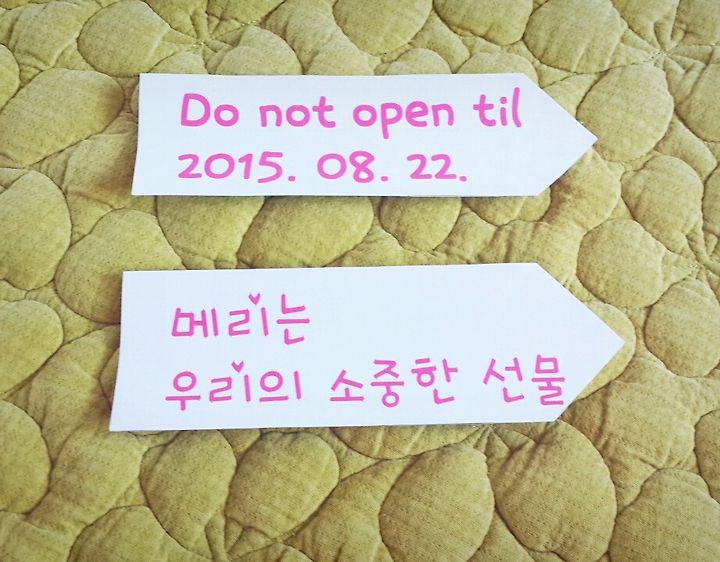 Do not open til
2015. 08. 22.
메리는
우리의 소중한 선물